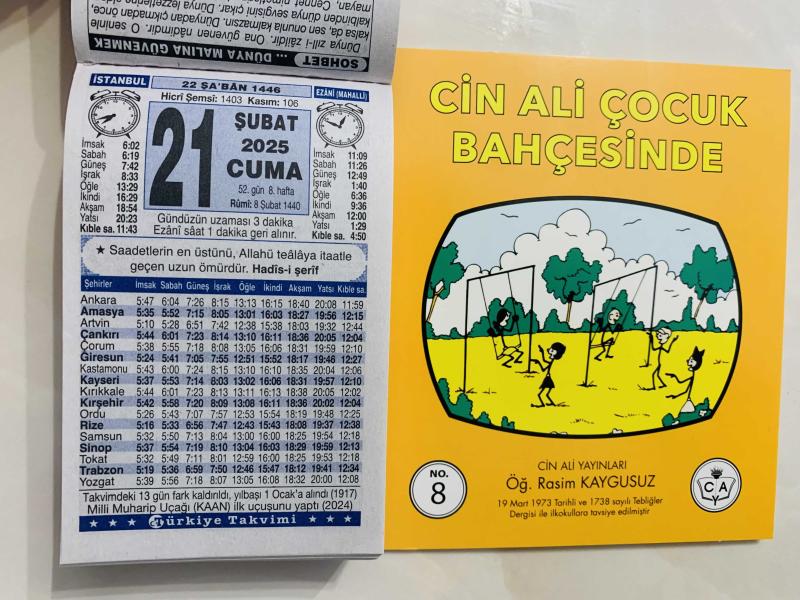 SOHBET ... DÜNYA MALINA GÜVENMEK
Dünya zıll-i zâildir. Ona güvenen nâdimdir. O seninle
kalsa da, sen onunla kalmazsın. Dünyadan çıkmadan önce,
kalbinden dünya sevgisini çıkar.
İSTANBUL
22 ŞA'BÂN 1446
Hicrî Şemsî: 1403 Kasım: 106
EZÂNÎ (MAHALLÎ)
İmsak 6:02
Sabah 6:19
Güneş 7:42
İşrak 8:33
Öğle 13:29
İkindi 16:29
Akşam 18:54
Yatsı 20:23
Kıble sa. 11:43
21
ŞUBAT
2025
CUMA
52. gün 8. hafta
Rûmî: 8 Şubat 1440
İmsak 11:09
Sabah 11:26
Güneş 12:49
İşrak 1:40
Öğle 6:36
İkindi 9:36
Akşam 12:00
Yatsı 1:29
Kıble sa. 4:50
Gündüzün uzaması 3 dakika
Ezânî sâat 1 dakika geri alınır.
★ Saadetlerin en üstünü, Allahü teâlâya itaatle
geçen uzun ömürdür. Hadîs-i şerîf
Şehirler İmsak Sabah Güneş İşrak Öğle İkindi Akşam Yatsı Kıble sa.
Ankara 5:47 6:04 7:26 8:15 13:13 16:15 18:40 20:08 11:59
Amasya 5:35 5:52 7:15 8:05 13:01 16:03 18:27 19:56 12:15
Artvin 5:10 5:28 6:51 7:42 12:38 15:38 18:03 19:32 12:44
Çankırı 5:44 6:01 7:23 8:14 13:10 16:11 18:36 20:05 12:04
Çorum 5:38 5:55 7:18 8:08 13:05 16:06 18:31 19:59 12:10
Giresun 5:24 5:41 7:05 7:55 12:51 15:52 18:17 19:46 12:27
Kastamonu 5:43 6:00 7:24 8:15 13:10 16:10 18:35 20:04 12:06
Kayseri 5:37 5:53 7:14 8:03 13:02 16:06 18:31 19:57 12:10
Kırıkkale 5:44 6:01 7:23 8:13 13:11 16:13 18:38 20:05 12:02
Kırşehir 5:42 5:58 7:20 8:09 13:08 16:11 18:36 20:02 12:04
Ordu 5:26 5:43 7:07 7:57 12:53 15:54 18:19 19:48 12:25
Rize 5:16 5:33 6:56 7:47 12:43 15:43 18:08 19:37 12:38
Samsun 5:32 5:50 7:13 8:04 13:00 16:00 18:25 19:54 12:18
Sinop 5:37 5:54 7:19 8:10 13:04 16:03 18:29 19:59 12:13
Tokat 5:32 5:49 7:11 8:01 12:59 16:00 18:25 19:53 12:18
Trabzon 5:19 5:36 6:59 7:50 12:46 15:47 18:12 19:41 12:34
Yozgat 5:39 5:56 7:18 8:07 13:05 16:08 18:32 20:00 12:08
Takvimdeki 13 gün fark kaldırıldı, yılbaşı 1 Ocak'a alındı (1917)
Milli Muharip Uçağı (KAAN) ilk uçuşunu yaptı (2024)
Türkiye Takvimi
CİN ALİ ÇOCUK
BAHÇESİNDE
NO.
8
CİN ALİ YAYINLARI
Öğ. Rasim KAYGUSUZ
19 Mart 1973 Tarihli ve 1738 sayılı Tebliğler
Dergisi ile ilkokullara tavsiye edilmiştir
C A